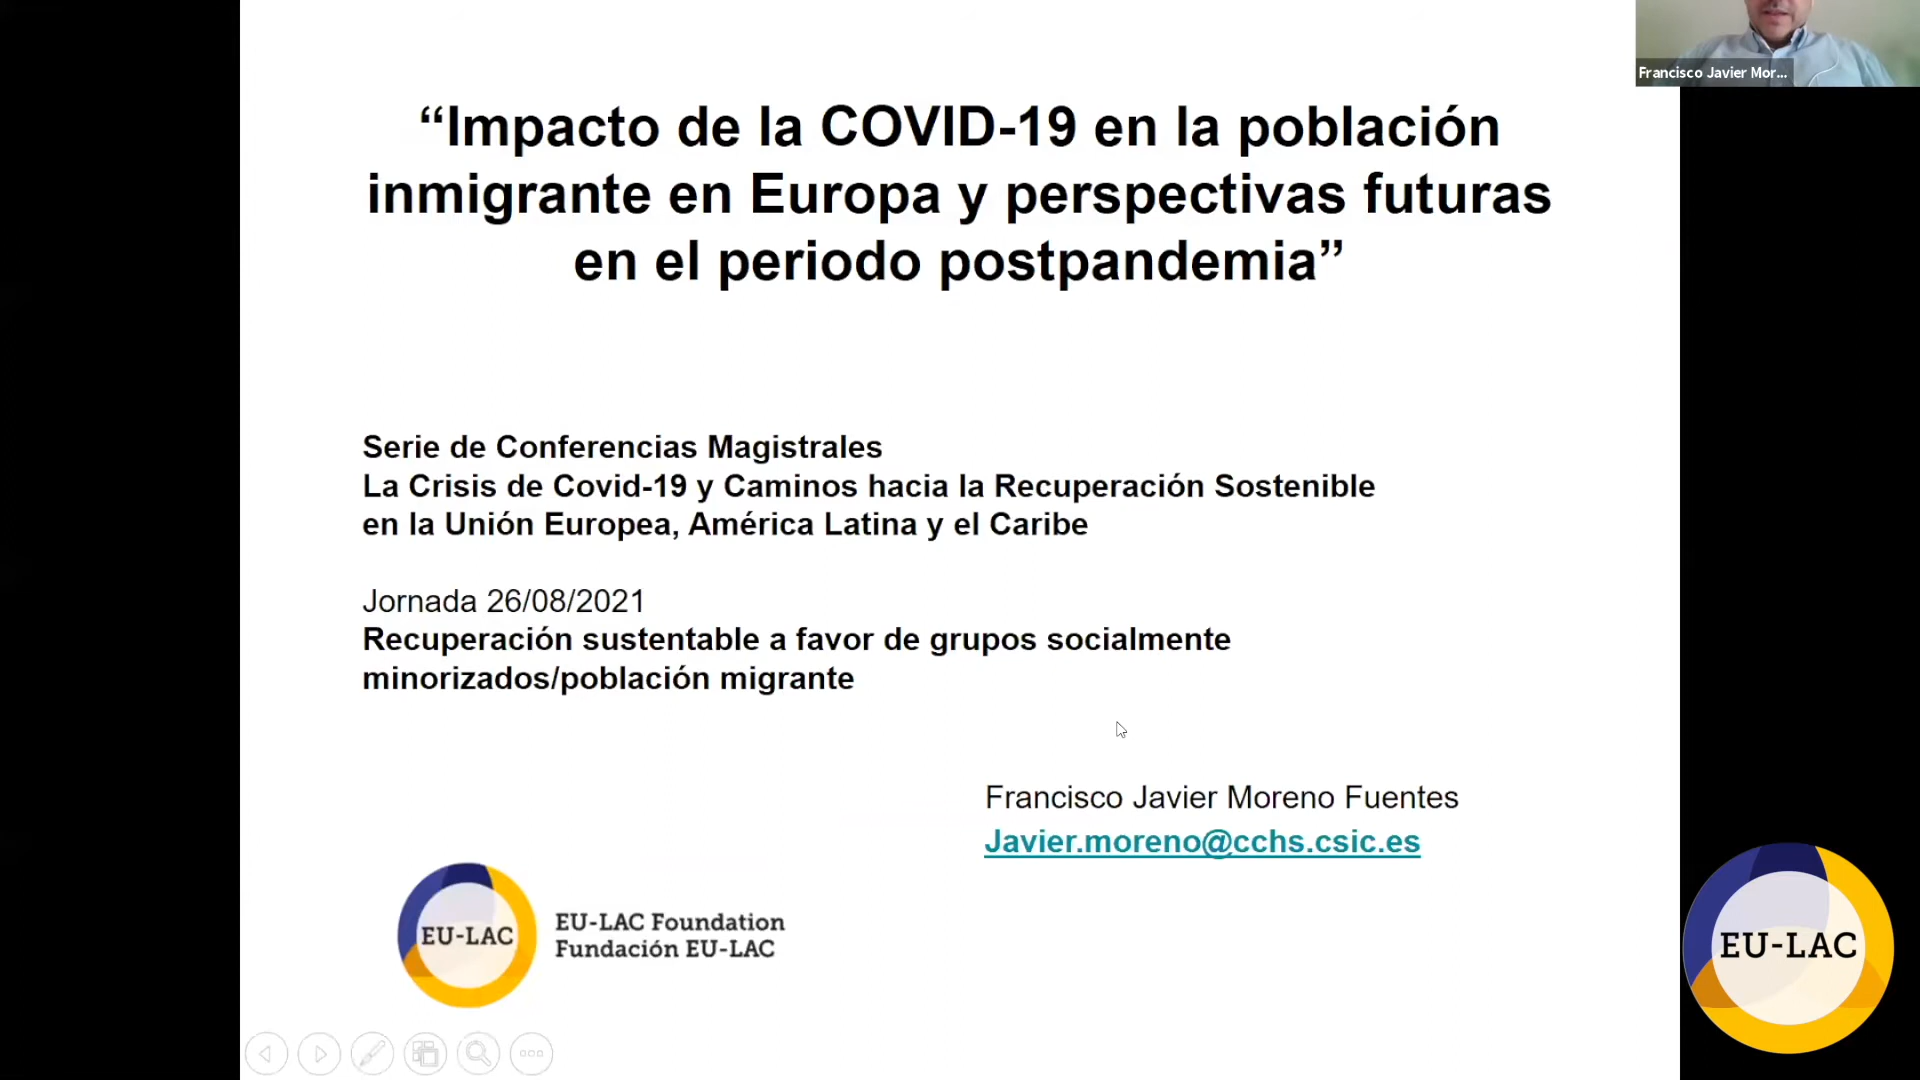 Francisco Javier Mor...
“Impacto de la COVID-19 en la población
inmigrante en Europa y perspectivas futuras
en el periodo postpandemia”
Serie de Conferencias Magistrales
La Crisis de Covid-19 y Caminos hacia la Recuperación Sostenible
en la Unión Europea, América Latina y el Caribe
Jornada 26/08/2021
Recuperación sustentable a favor de grupos socialmente
minorizados/población migrante
Francisco Javier Moreno Fuentes
Javier.moreno@cchs.csic.es
EU-LAC
EU-LAC Foundation
Fundación EU-LAC
EU-LAC